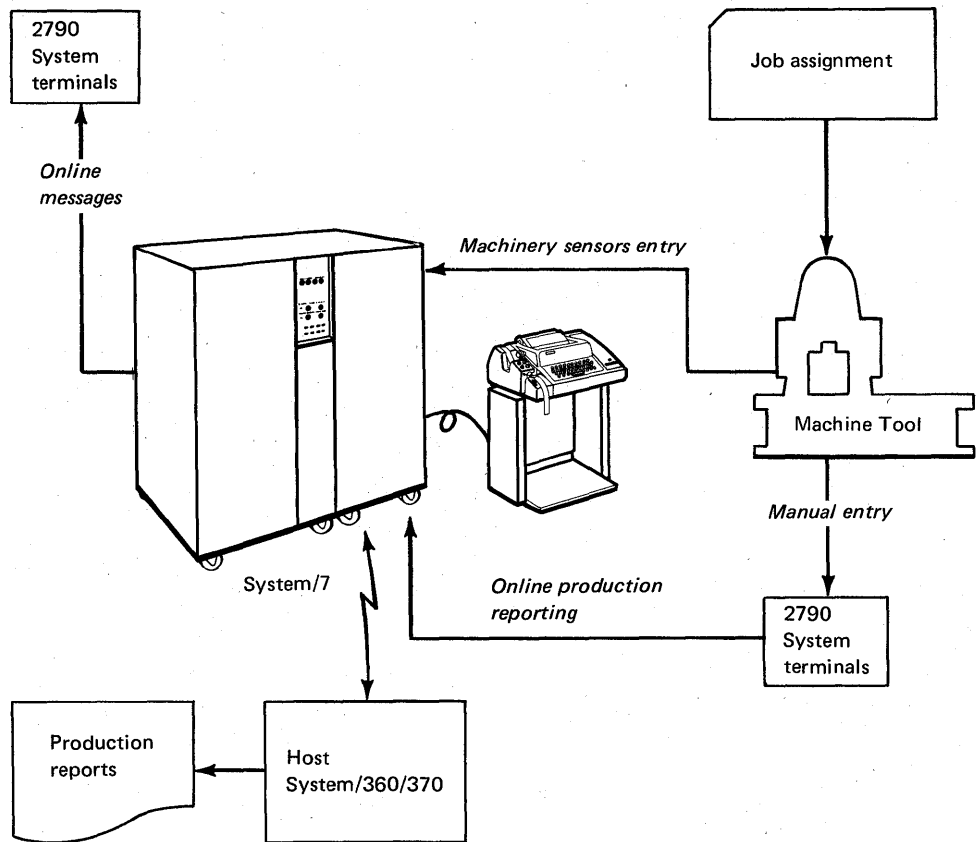 2790
System
terminals
Job assignment
Online
messages
Machinery sensors entry
Machine Tool
Manual entry
System/7
Online production
reporting
2790
System
terminals
Production
reports
Host
System/360/370